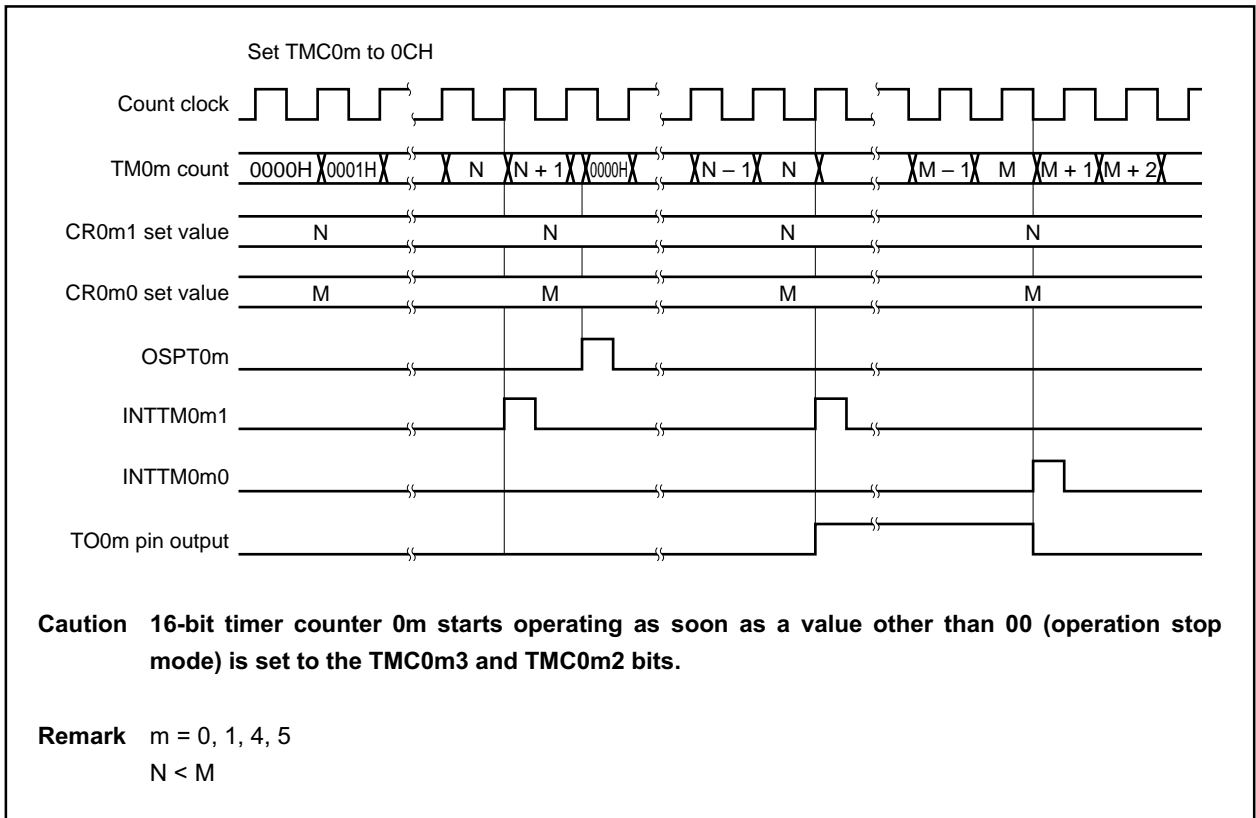 Set TMC0m to 0CH
Count clock
TM0m count 0000H 0001H N N + 1 0000H N – 1 N M – 1 M M + 1 M + 2
CR0m1 set value N N N N
CR0m0 set value M M M M
OSPT0m
INTTM0m1
INTTM0m0
TO0m pin output
Caution 16-bit timer counter 0m starts operating as soon as a value other than 00 (operation stop
mode) is set to the TMC0m3 and TMC0m2 bits.
Remark m = 0, 1, 4, 5
N < M